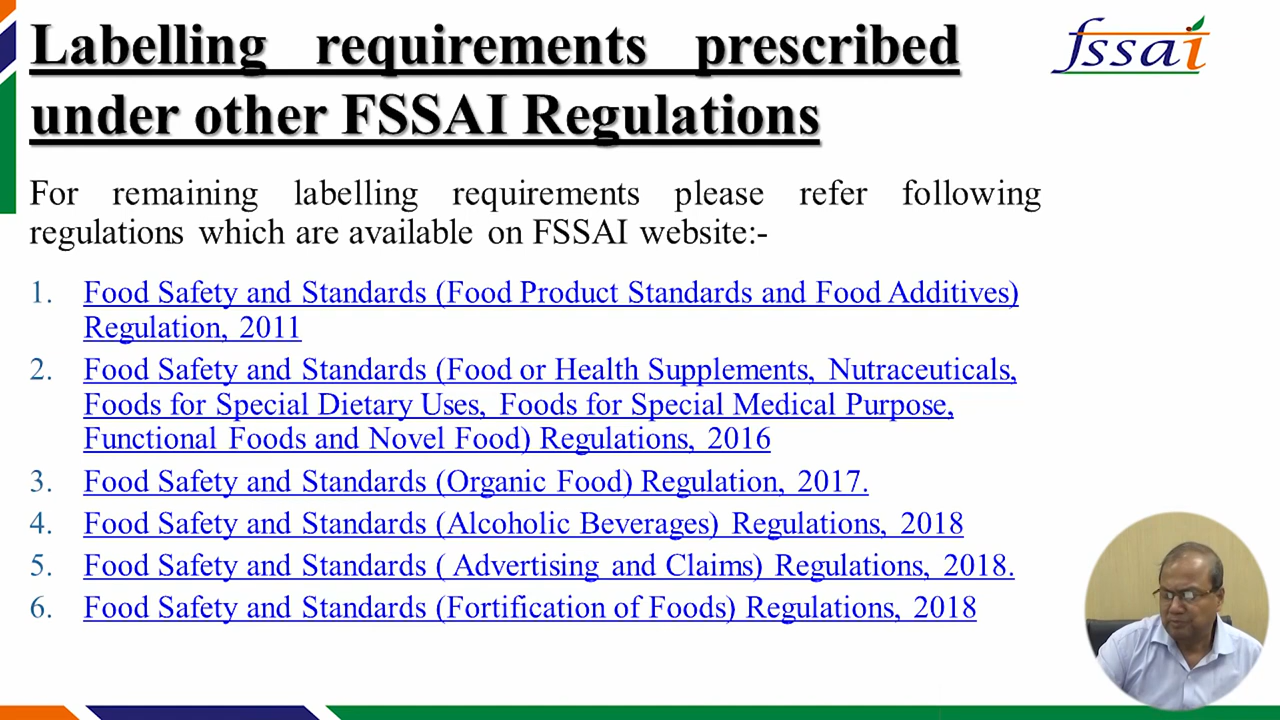 Labelling requirements prescribed
under other FSSAI Regulations
fssai
For remaining labelling requirements please refer following
regulations which are available on FSSAI website:-
1. Food Safety and Standards (Food Product Standards and Food Additives)
Regulation, 2011
2. Food Safety and Standards (Food or Health Supplements, Nutraceuticals,
Foods for Special Dietary Uses, Foods for Special Medical Purpose,
Functional Foods and Novel Food) Regulations, 2016
3. Food Safety and Standards (Organic Food) Regulation, 2017.
4. Food Safety and Standards (Alcoholic Beverages) Regulations, 2018
5. Food Safety and Standards ( Advertising and Claims) Regulations, 2018.
6. Food Safety and Standards (Fortification of Foods) Regulations, 2018